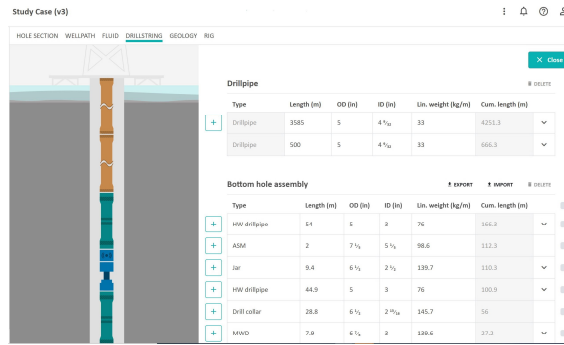 Study Case (v3)
HOLE SECTION WELLPATH FLUID DRILLSTRING GEOLOGY RIG
× Close
Drillpipe DELETE
Type Length (m) OD (in) ID (in) Lin. weight (kg/m) Cum. length (m)
+ Drillpipe 3585 5 33 4251.3
Drillpipe 500 5 33 666.3
Bottom hole assembly EXPORT IMPORT DELETE
Type Length (m) OD (in) ID (in) Lin. weight (kg/m) Cum. length (m)
+ HW drillpipe 54 5 3 76 166.3
+ ASM 2 98.6 112.3
+ Jar 9.4 139.7 110.3
+ HW drillpipe 44.9 5 3 76 100.9
+ Drill collar 28.8 145.7 56
+ MWD 7.9 3 139.6 27.2